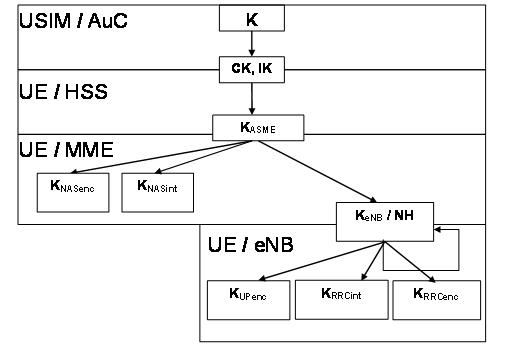 USIM / AuC
K
CK, IK
UE / HSS
KASME
UE / MME
KNASenc
KNASint
KeNB / NH
UE / eNB
KUPenc
KRRCint
KRRCenc